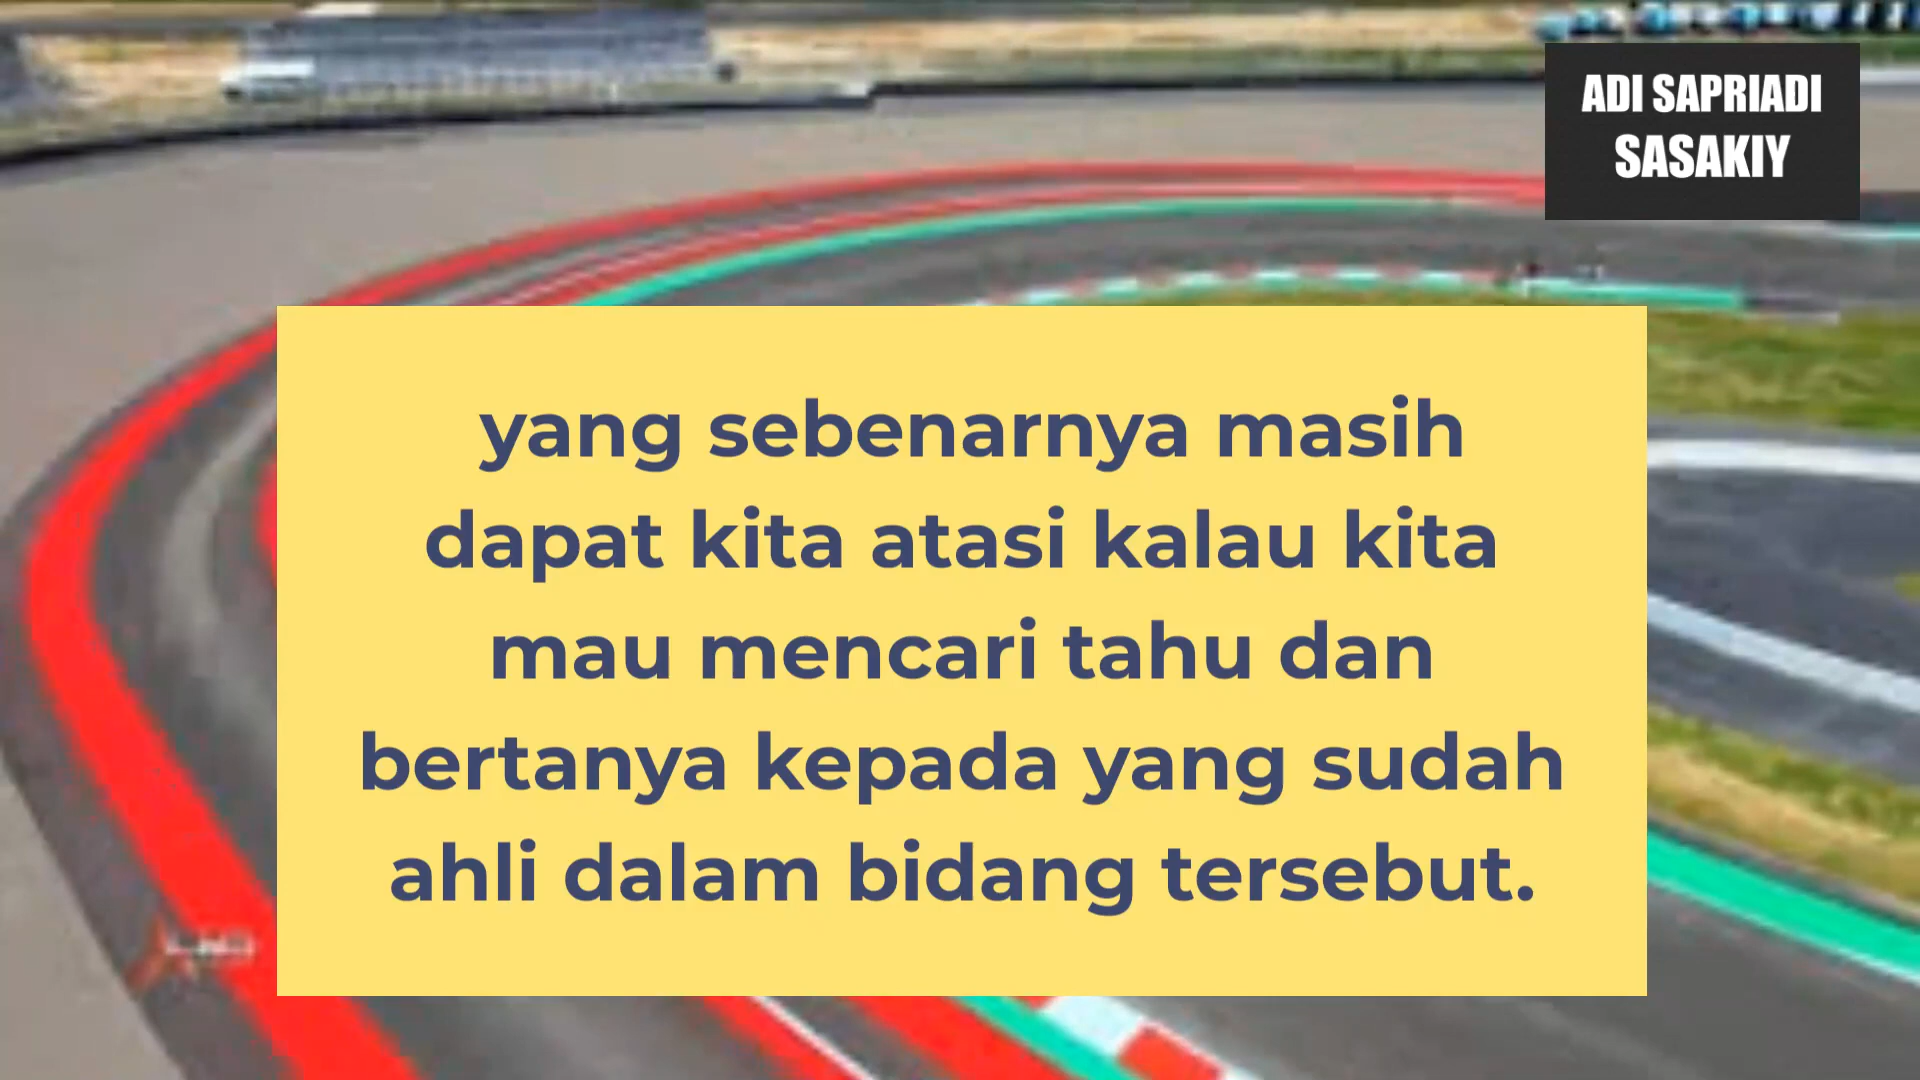 ADI SAPRIADI
SASAKIY
yang sebenarnya masih
dapat kita atasi kalau kita
mau mencari tahu dan
bertanya kepada yang sudah
ahli dalam bidang tersebut.